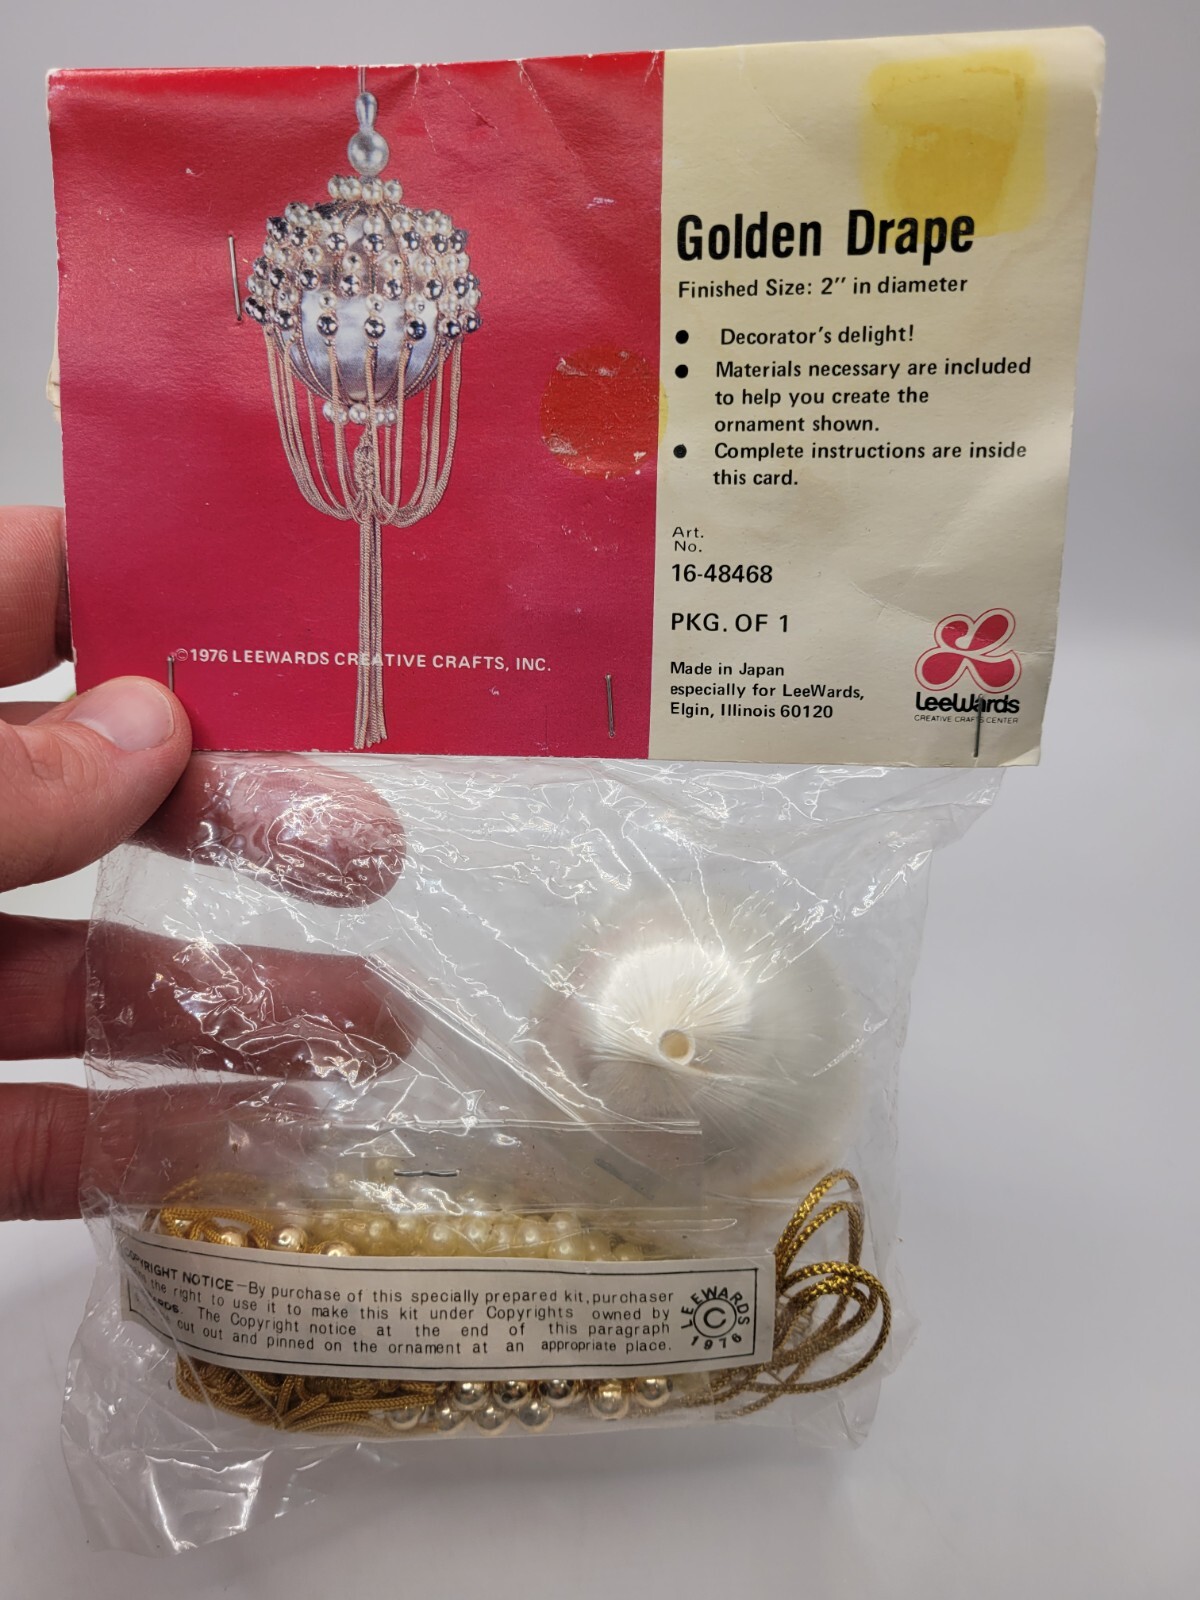 Golden Drape
Finished Size: 2" in diameter
● Decorator's delight!
● Materials necessary are included
to help you create the
ornament shown.
● Complete instructions are inside
this card.
Art.
No.
16-48468
PKG. OF 1
Made in Japan
especially for LeeWards,
Elgin, Illinois 60120
LeeWards
CREATIVE CRAFTS CENTER
©1976 LEEWARDS CREATIVE CRAFTS, INC.
COPYRIGHT NOTICE—By purchase of this specially prepared kit, purchaser
the right to use it to make this kit under Copyrights owned by
The Copyright notice at the end of this paragraph
cut out and pinned on the ornament at an appropriate place.
LEEWARDS
©
1976